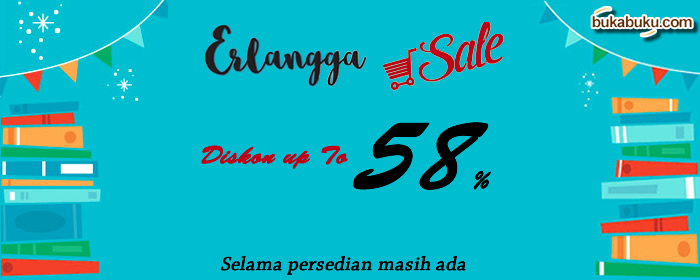 bukabuku.com
Erlangga Sale
Diskon up To 58 %
Selama persedian masih ada